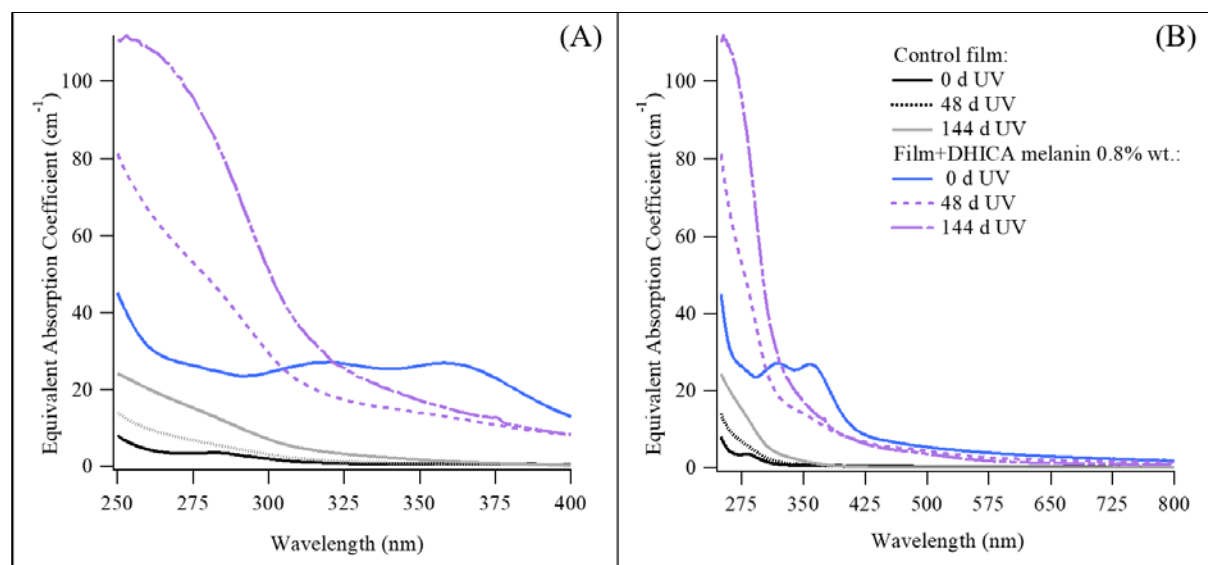 (A)
Equivalent Absorption Coefficient (cm⁻¹)
100
80
60
40
20
0
250
275
300
325
350
375
400
Wavelength (nm)
(B)
Equivalent Absorption Coefficient (cm⁻¹)
100
80
60
40
20
0
275
350
425
500
575
650
725
800
Wavelength (nm)
Control film:
0 d UV
48 d UV
144 d UV
Film+DHICA melanin 0.8% wt.:
0 d UV
48 d UV
144 d UV